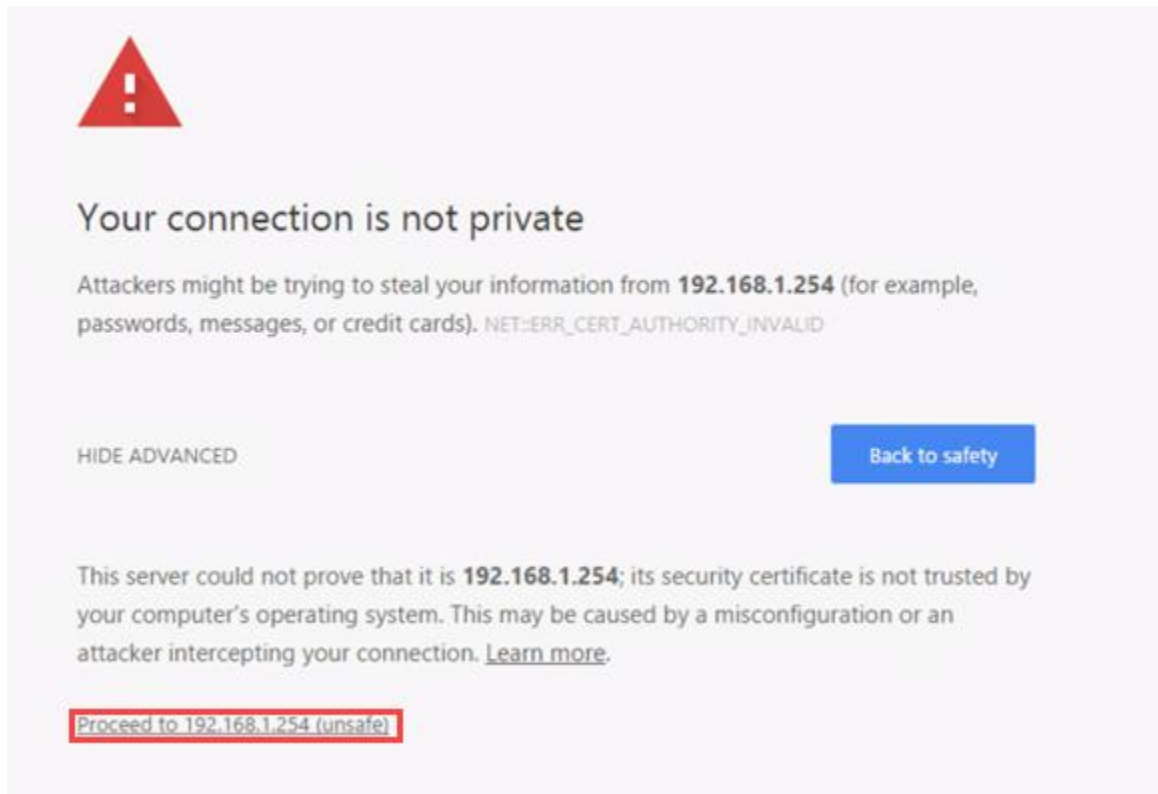 Your connection is not private
Attackers might be trying to steal your information from 192.168.1.254 (for example,
passwords, messages, or credit cards). NET::ERR_CERT_AUTHORITY_INVALID
HIDE ADVANCED
Back to safety
This server could not prove that it is 192.168.1.254; its security certificate is not trusted by
your computer's operating system. This may be caused by a misconfiguration or an
attacker intercepting your connection. Learn more.
Proceed to 192.168.1.254 (unsafe)